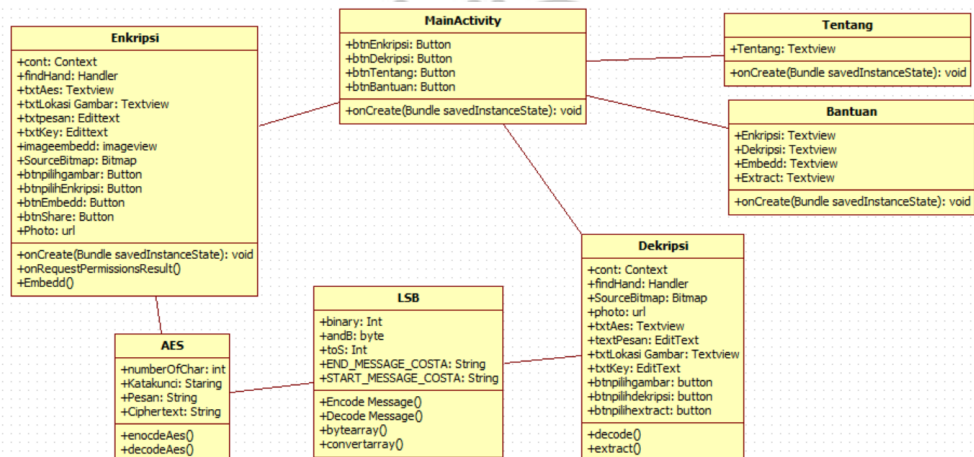 Enkripsi
+cont: Context
+findHand: Handler
+txtAes: Textview
+txtLokasi Gambar: Textview
+txtpesan: Edittext
+txtKey: Edittext
+imageembedd: imageview
+SourceBitmap: Bitmap
+btnpilihgambar: Button
+btnpilihEnkripsi: Button
+btnEmbedd: Button
+btnShare: Button
+Photo: url
+onCreate(Bundle savedInstanceState): void
+onRequestPermissionsResult()
+Embedd()
MainActivity
+btnEnkripsi: Button
+btnDekripsi: Button
+btnTentang: Button
+btnBantuan: Button
+onCreate(Bundle savedInstanceState): void
Tentang
+Tentang: Textview
+onCreate(Bundle savedInstanceState): void
Bantuan
+Enkripsi: Textview
+Dekripsi: Textview
+Embedd: Textview
+Extract: Textview
+onCreate(Bundle savedInstanceState): void
AES
+numberOfChar: int
+Katakunci: Staring
+Pesan: String
+Ciphertext: String
+enocdeAes()
+decodeAes()
LSB
+binary: Int
+andB: byte
+toS: Int
+END_MESSAGE_COSTA: String
+START_MESSAGE_COSTA: String
+Encode Message()
+Decode Message()
+bytearray()
+convertarray()
Dekripsi
+cont: Context
+findHand: Handler
+SourceBitmap: Bitmap
+photo: url
+txtAes: Textview
+textPesan: EditText
+txtLokasi Gambar: Textview
+txtKey: EditText
+btnpilihgambar: button
+btnpilihdekripsi: button
+btnpilihextract: button
+decode()
+extract()